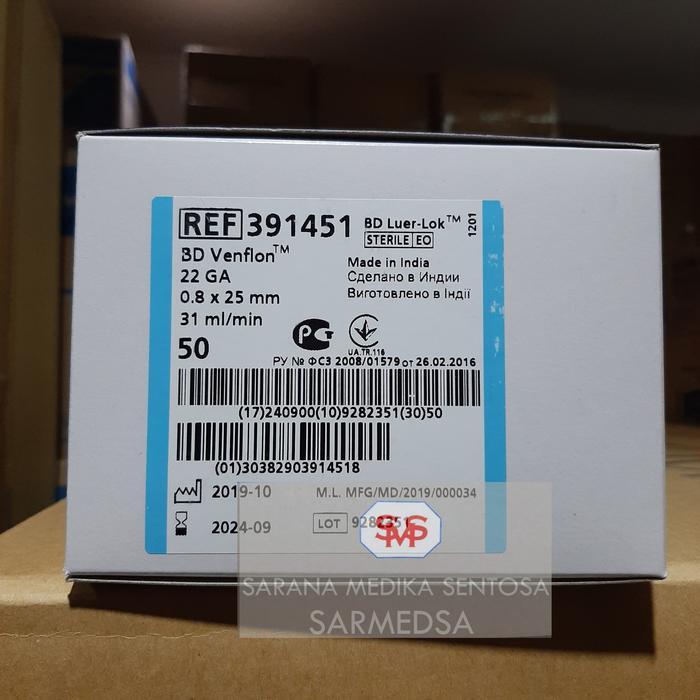 REF 391451 BD Luer-Lok™
STERILE EO
1201
BD Venflon™
22 GA
0.8 x 25 mm
31 ml/min
50
Made in India
Сделано в Индии
Виготовлено в Індії
РСТ
UA.TR.116
РУ № ФСЗ 2008/01579 от 26.02.2016
(17)240900(10)9282351(30)50
(01)30382903914518
2019-10 M.L. MFG/MD/2019/000034
2024-09 LOT 9282351
SMS
SARANA MEDIKA SENTOSA
SARMEDSA